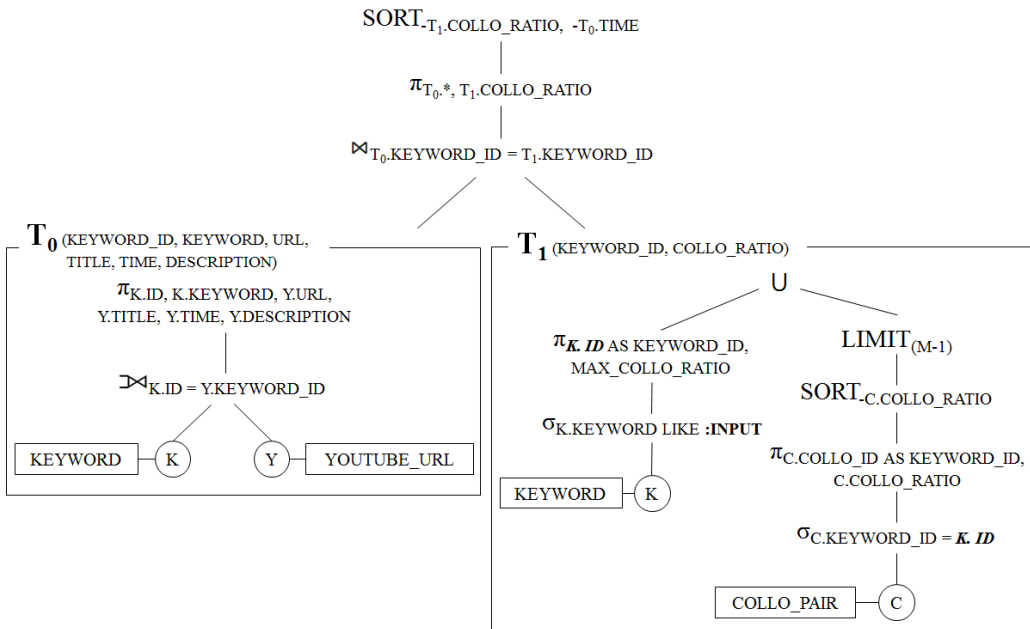 SORT-T1.COLLO_RATIO, -T0.TIME
πT0.*, T1.COLLO_RATIO
⋈T0.KEYWORD_ID = T1.KEYWORD_ID
T0 (KEYWORD_ID, KEYWORD, URL,
TITLE, TIME, DESCRIPTION)
πK.ID, K.KEYWORD, Y.URL,
Y.TITLE, Y.TIME, Y.DESCRIPTION
⟕K.ID = Y.KEYWORD_ID
KEYWORD K Y YOUTUBE_URL
T1 (KEYWORD_ID, COLLO_RATIO)
∪
πK. ID AS KEYWORD_ID,
MAX_COLLO_RATIO
σK.KEYWORD LIKE :INPUT
KEYWORD K
LIMIT(M-1)
SORT-C.COLLO_RATIO
πC.COLLO_ID AS KEYWORD_ID,
C.COLLO_RATIO
σC.KEYWORD_ID = K. ID
COLLO_PAIR C